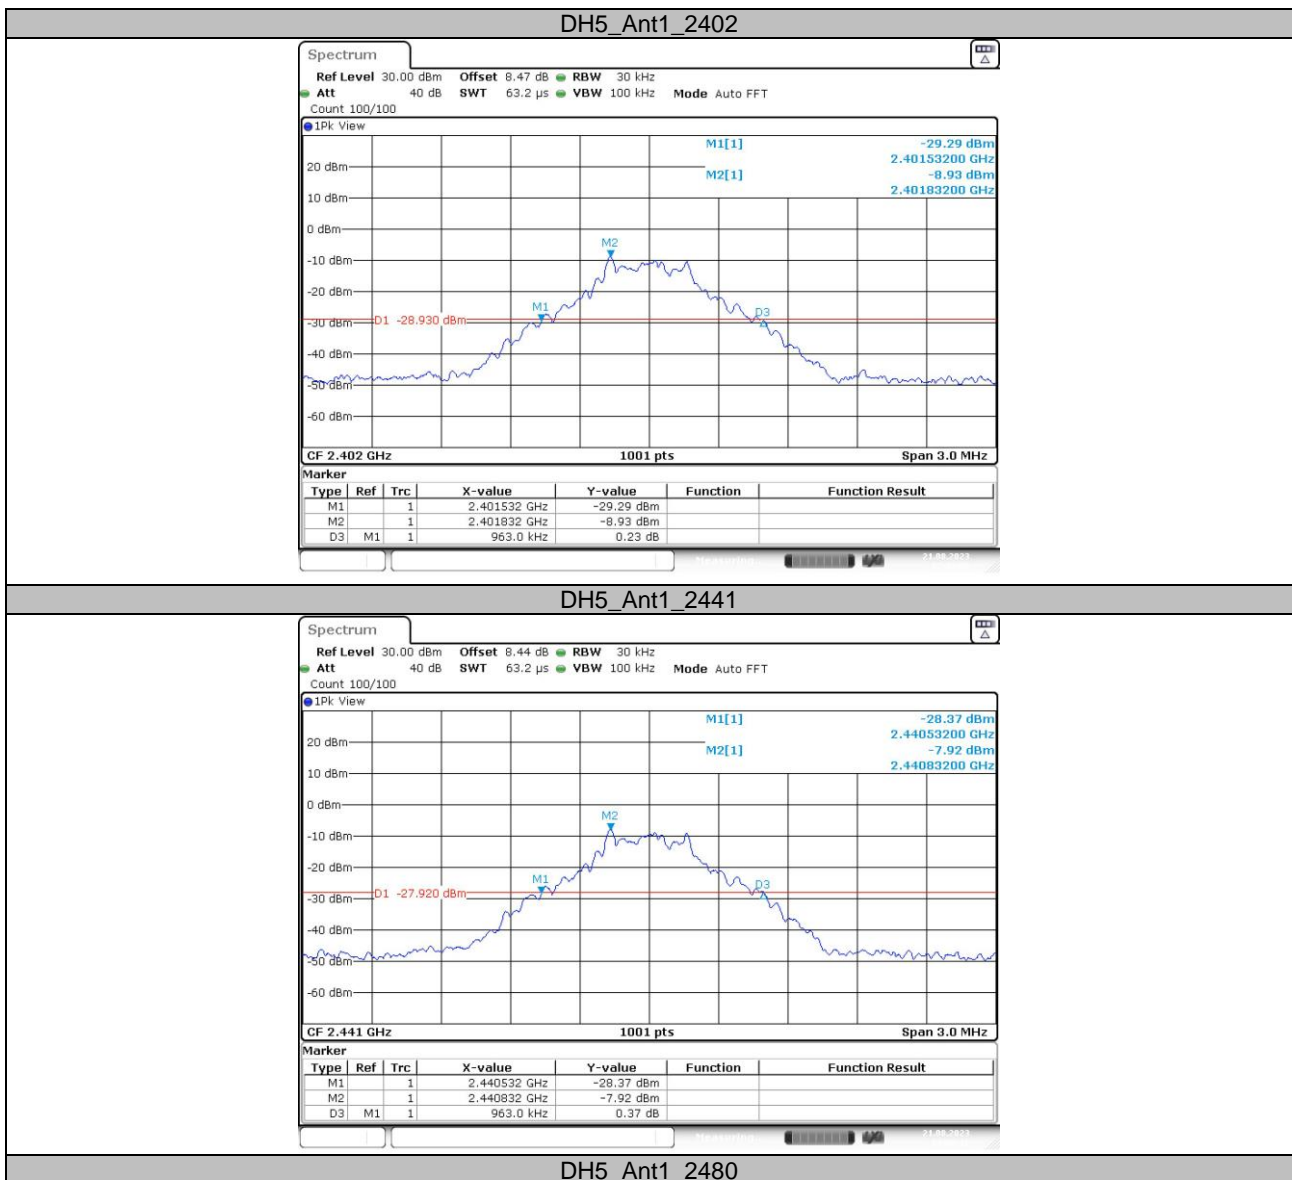 DH5_Ant1_2402
Spectrum
Ref Level 30.00 dBm Offset 8.47 dB RBW 30 kHz
Att 40 dB SWT 63.2 µs VBW 100 kHz Mode Auto FFT
Count 100/100
1Pk View
M1[1] -29.29 dBm
2.40153200 GHz
M2[1] -8.93 dBm
2.40183200 GHz
20 dBm
10 dBm
0 dBm
M2
-10 dBm
-20 dBm
M1
D3
-30 dBm
D1 -28.930 dBm
-40 dBm
-50 dBm
-60 dBm
CF 2.402 GHz 1001 pts Span 3.0 MHz
Marker
Type Ref Trc X-value Y-value Function Function Result
M1 1 2.401532 GHz -29.29 dBm
M2 1 2.401832 GHz -8.93 dBm
D3 M1 1 963.0 kHz 0.23 dB
Measuring 21.08.2023
DH5_Ant1_2441
Spectrum
Ref Level 30.00 dBm Offset 8.44 dB RBW 30 kHz
Att 40 dB SWT 63.2 µs VBW 100 kHz Mode Auto FFT
Count 100/100
1Pk View
M1[1] -28.37 dBm
2.44053200 GHz
M2[1] -7.92 dBm
2.44083200 GHz
20 dBm
10 dBm
0 dBm
M2
-10 dBm
-20 dBm
M1
D3
D1 -27.920 dBm
-30 dBm
-40 dBm
-50 dBm
-60 dBm
CF 2.441 GHz 1001 pts Span 3.0 MHz
Marker
Type Ref Trc X-value Y-value Function Function Result
M1 1 2.440532 GHz -28.37 dBm
M2 1 2.440832 GHz -7.92 dBm
D3 M1 1 963.0 kHz 0.37 dB
Measuring 21.08.2023
DH5_Ant1_2480